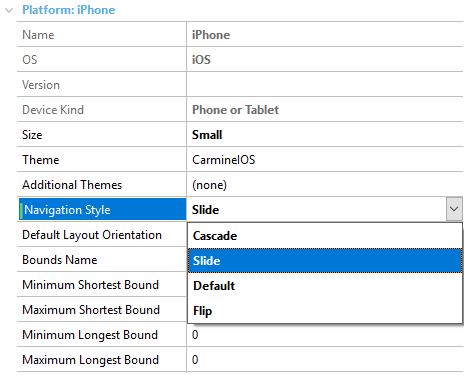 Platform: iPhone
Name iPhone
OS iOS
Version
Device Kind Phone or Tablet
Size Small
Theme CarmineIOS
Additional Themes (none)
Navigation Style Slide
Default Layout Orientation Cascade
Bounds Name Slide
Minimum Shortest Bound Default
Maximum Shortest Bound Flip
Minimum Longest Bound 0
Maximum Longest Bound 0